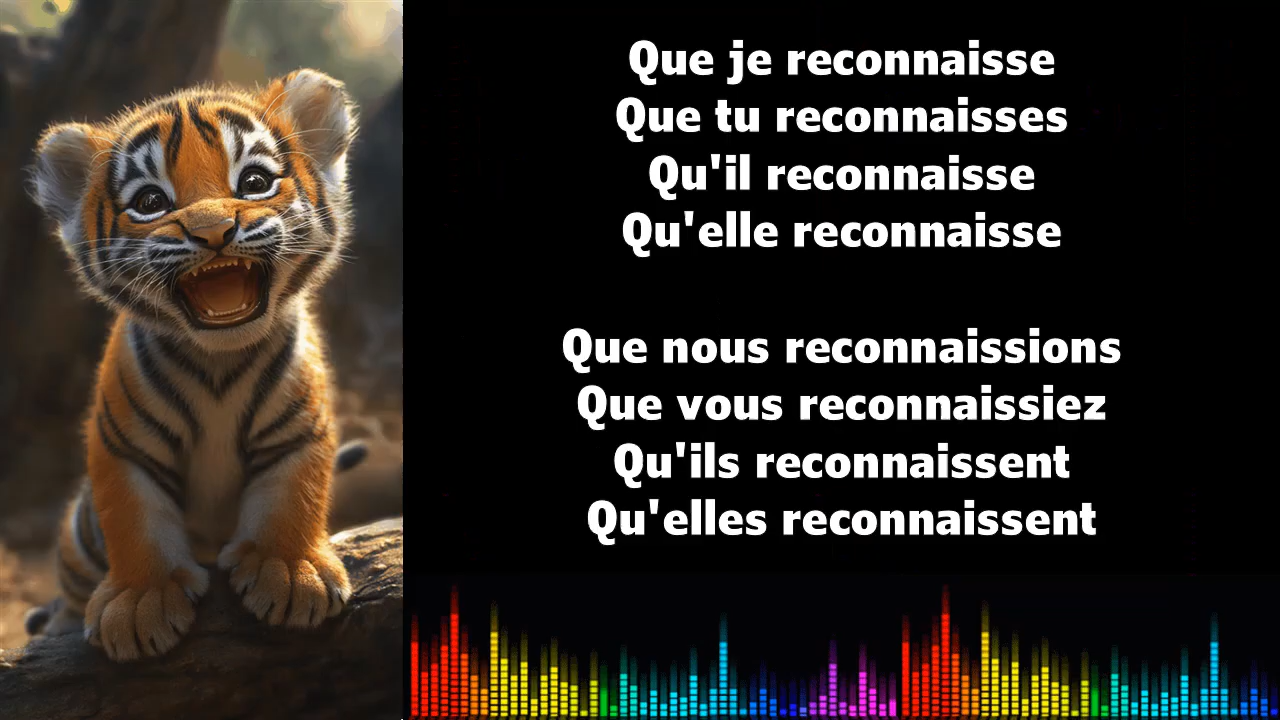 Que je reconnaisse
Que tu reconnaisses
Qu'il reconnaisse
Qu'elle reconnaisse
Que nous reconnaissions
Que vous reconnaissiez
Qu'ils reconnaissent
Qu'elles reconnaissent